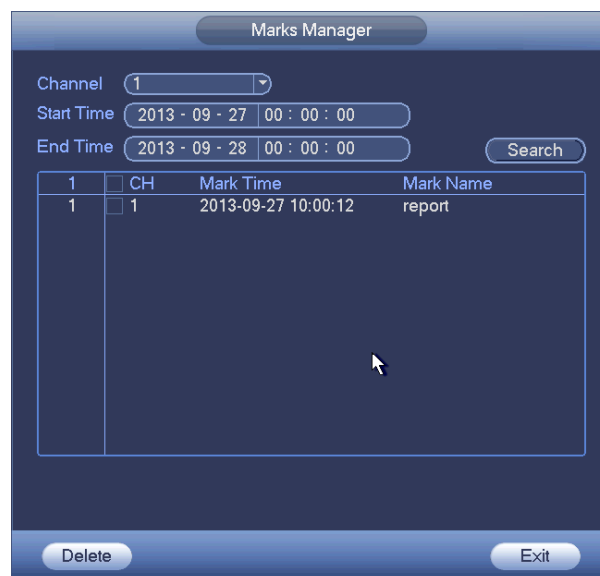 Marks Manager
Channel 1
Start Time 2013 - 09 - 27 00 : 00 : 00
End Time 2013 - 09 - 28 00 : 00 : 00 Search
1 CH Mark Time Mark Name
1 1 2013-09-27 10:00:12 report
Delete Exit